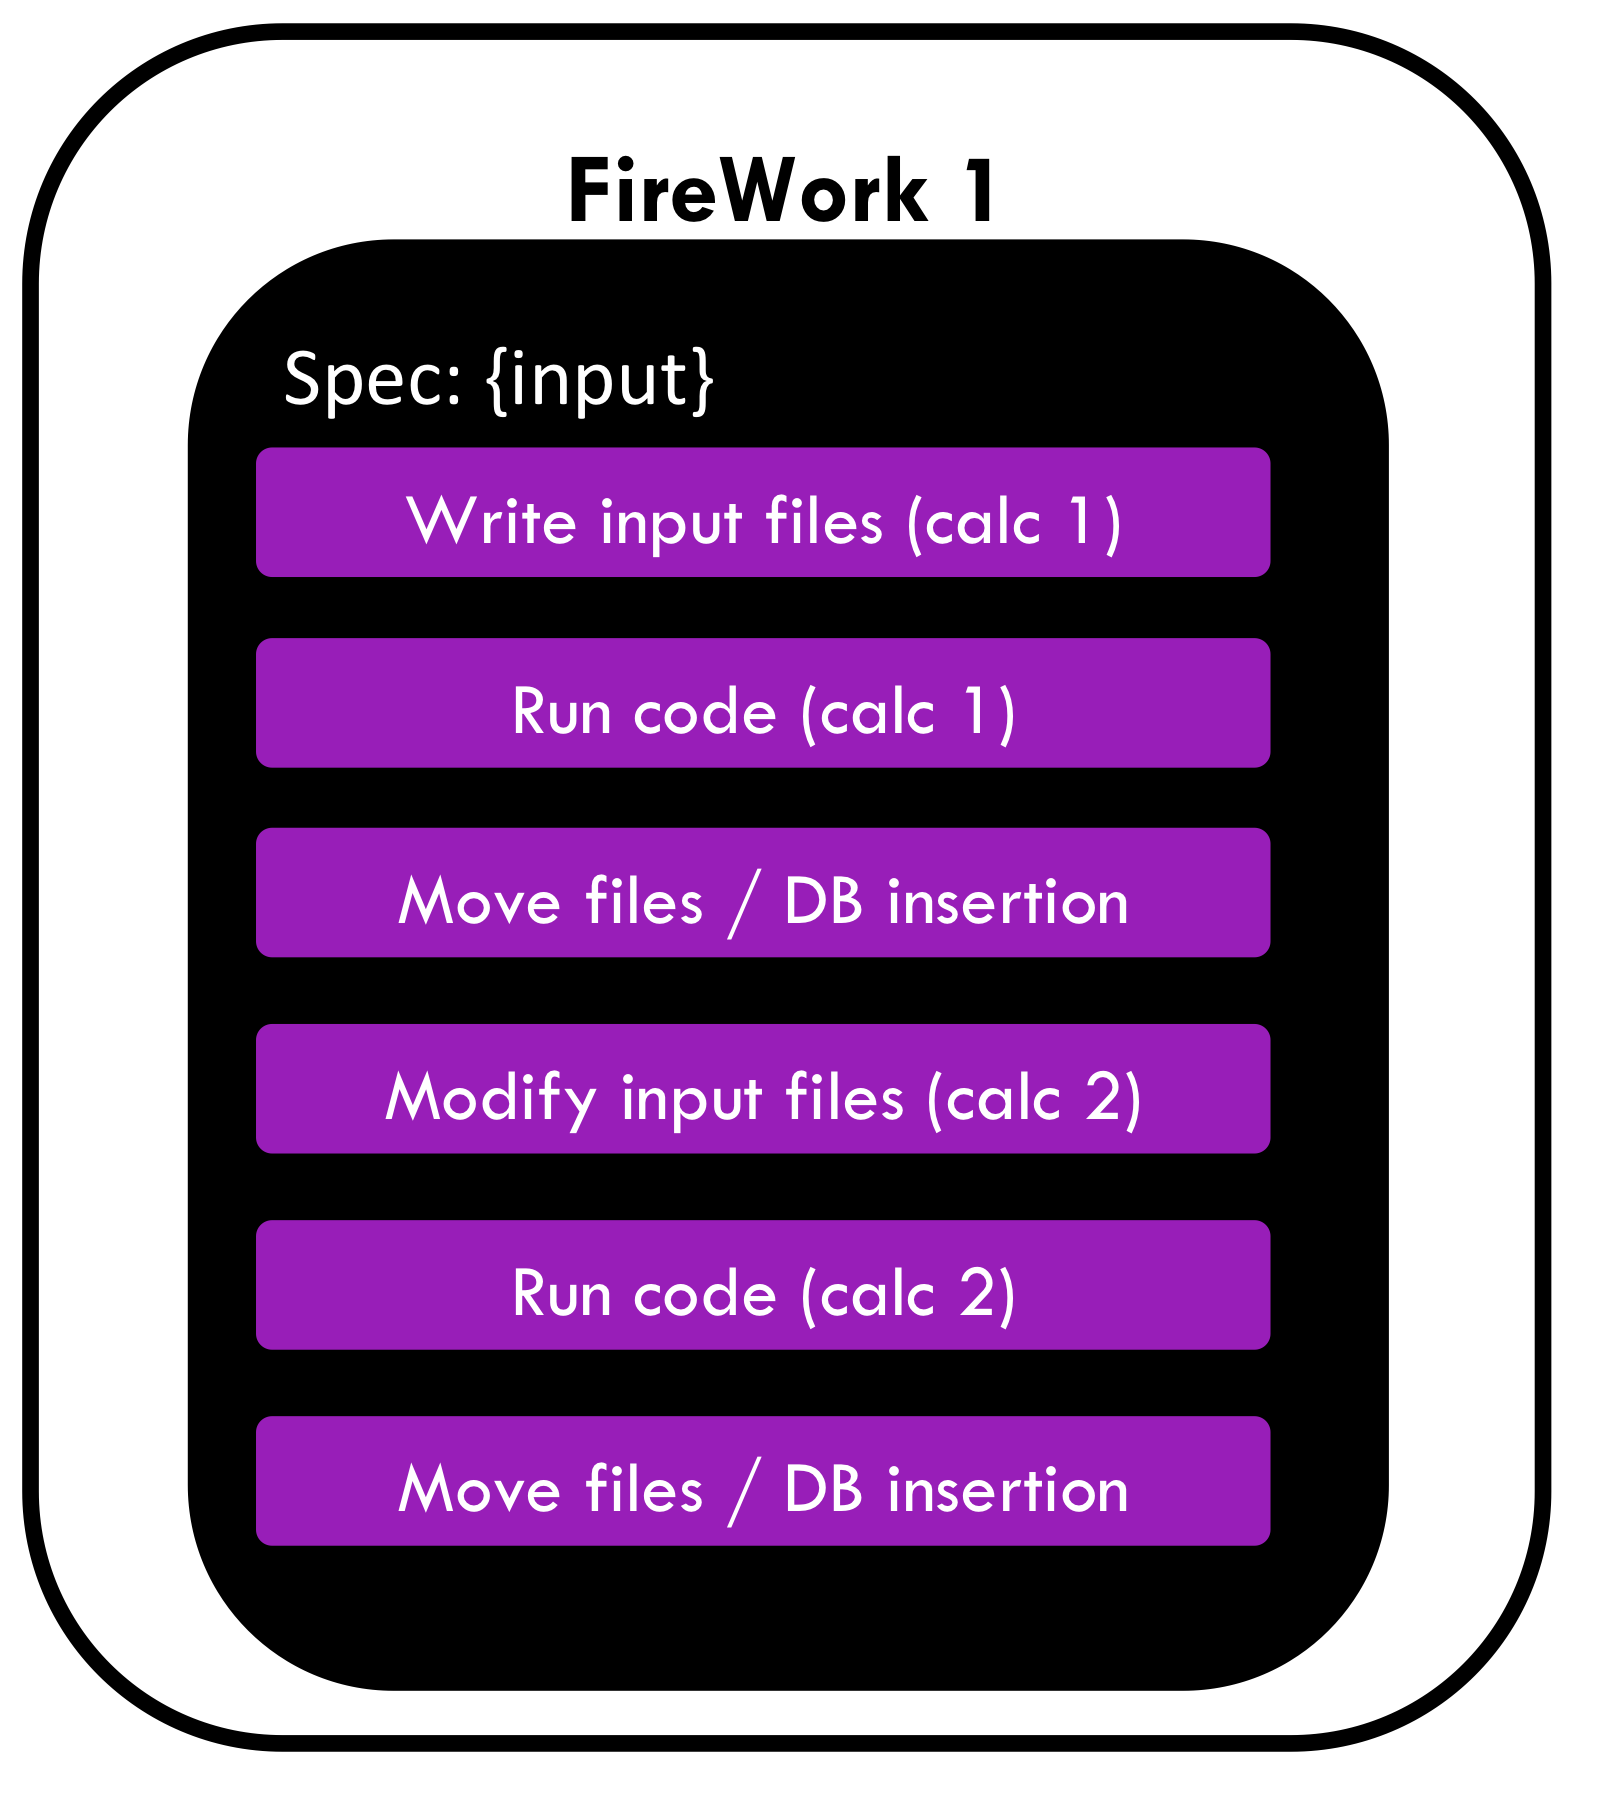 FireWork 1
Spec: {input}
Write input files (calc 1)
Run code (calc 1)
Move files / DB insertion
Modify input files (calc 2)
Run code (calc 2)
Move files / DB insertion